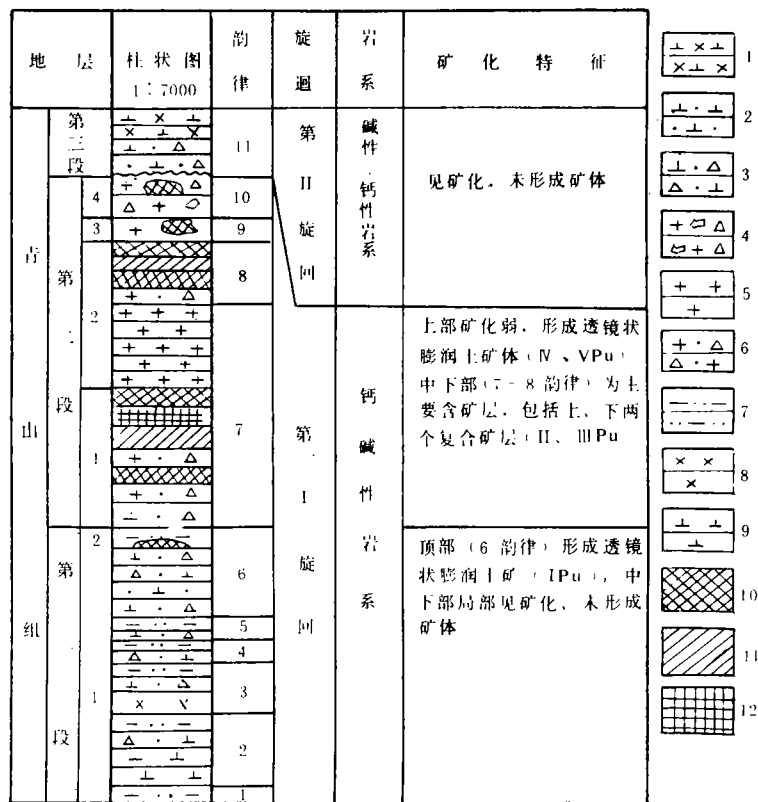 地 层
柱状图
1：7000
韵律
旋迴
岩系
矿化特征
青山组
第三段
第二段
4
3
2
1
第一段
2
1
11
10
9
8
7
6
5
4
3
2
1
第II旋回
第I旋回
碱性·钙性岩系
钙碱性岩系
见矿化．未形成矿体
上部矿化弱．形成透镜状
膨润土矿体（Ⅳ、VPu）
中下部（7-8韵律）为主
要含矿层，包括上、下两
个复合矿层（II、ⅢPu
顶部（6韵律）形成透镜
状膨润土矿（IPu），中
下部局部见矿化、未形成
矿体
1
2
3
4
5
6
7
8
9
10
11
12